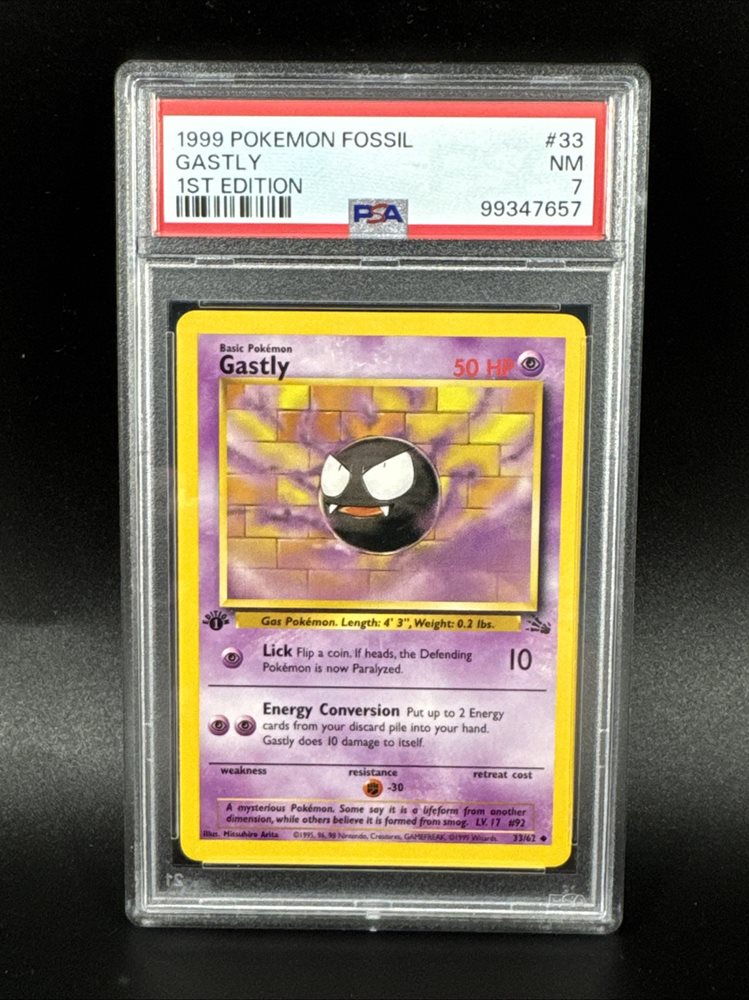 1999 POKEMON FOSSIL #33
GASTLY NM
1ST EDITION 7
PSA 99347657
Basic Pokémon
Gastly 50 HP
EDITION 1
Gas Pokémon. Length: 4' 3", Weight: 0.2 lbs.
Lick Flip a coin. If heads, the Defending 10
Pokémon is now Paralyzed.
Energy Conversion Put up to 2 Energy
cards from your discard pile into your hand.
Gastly does 10 damage to itself.
weakness resistance retreat cost
-30
A mysterious Pokémon. Some say it is a lifeform from another
dimension, while others believe it is formed from smog. LV. 17 #92
Illus. Mitsuhiro Arita ©1995, 96, 98 Nintendo, Creatures, GAMEFREAK. ©1999 Wizards. 33/62